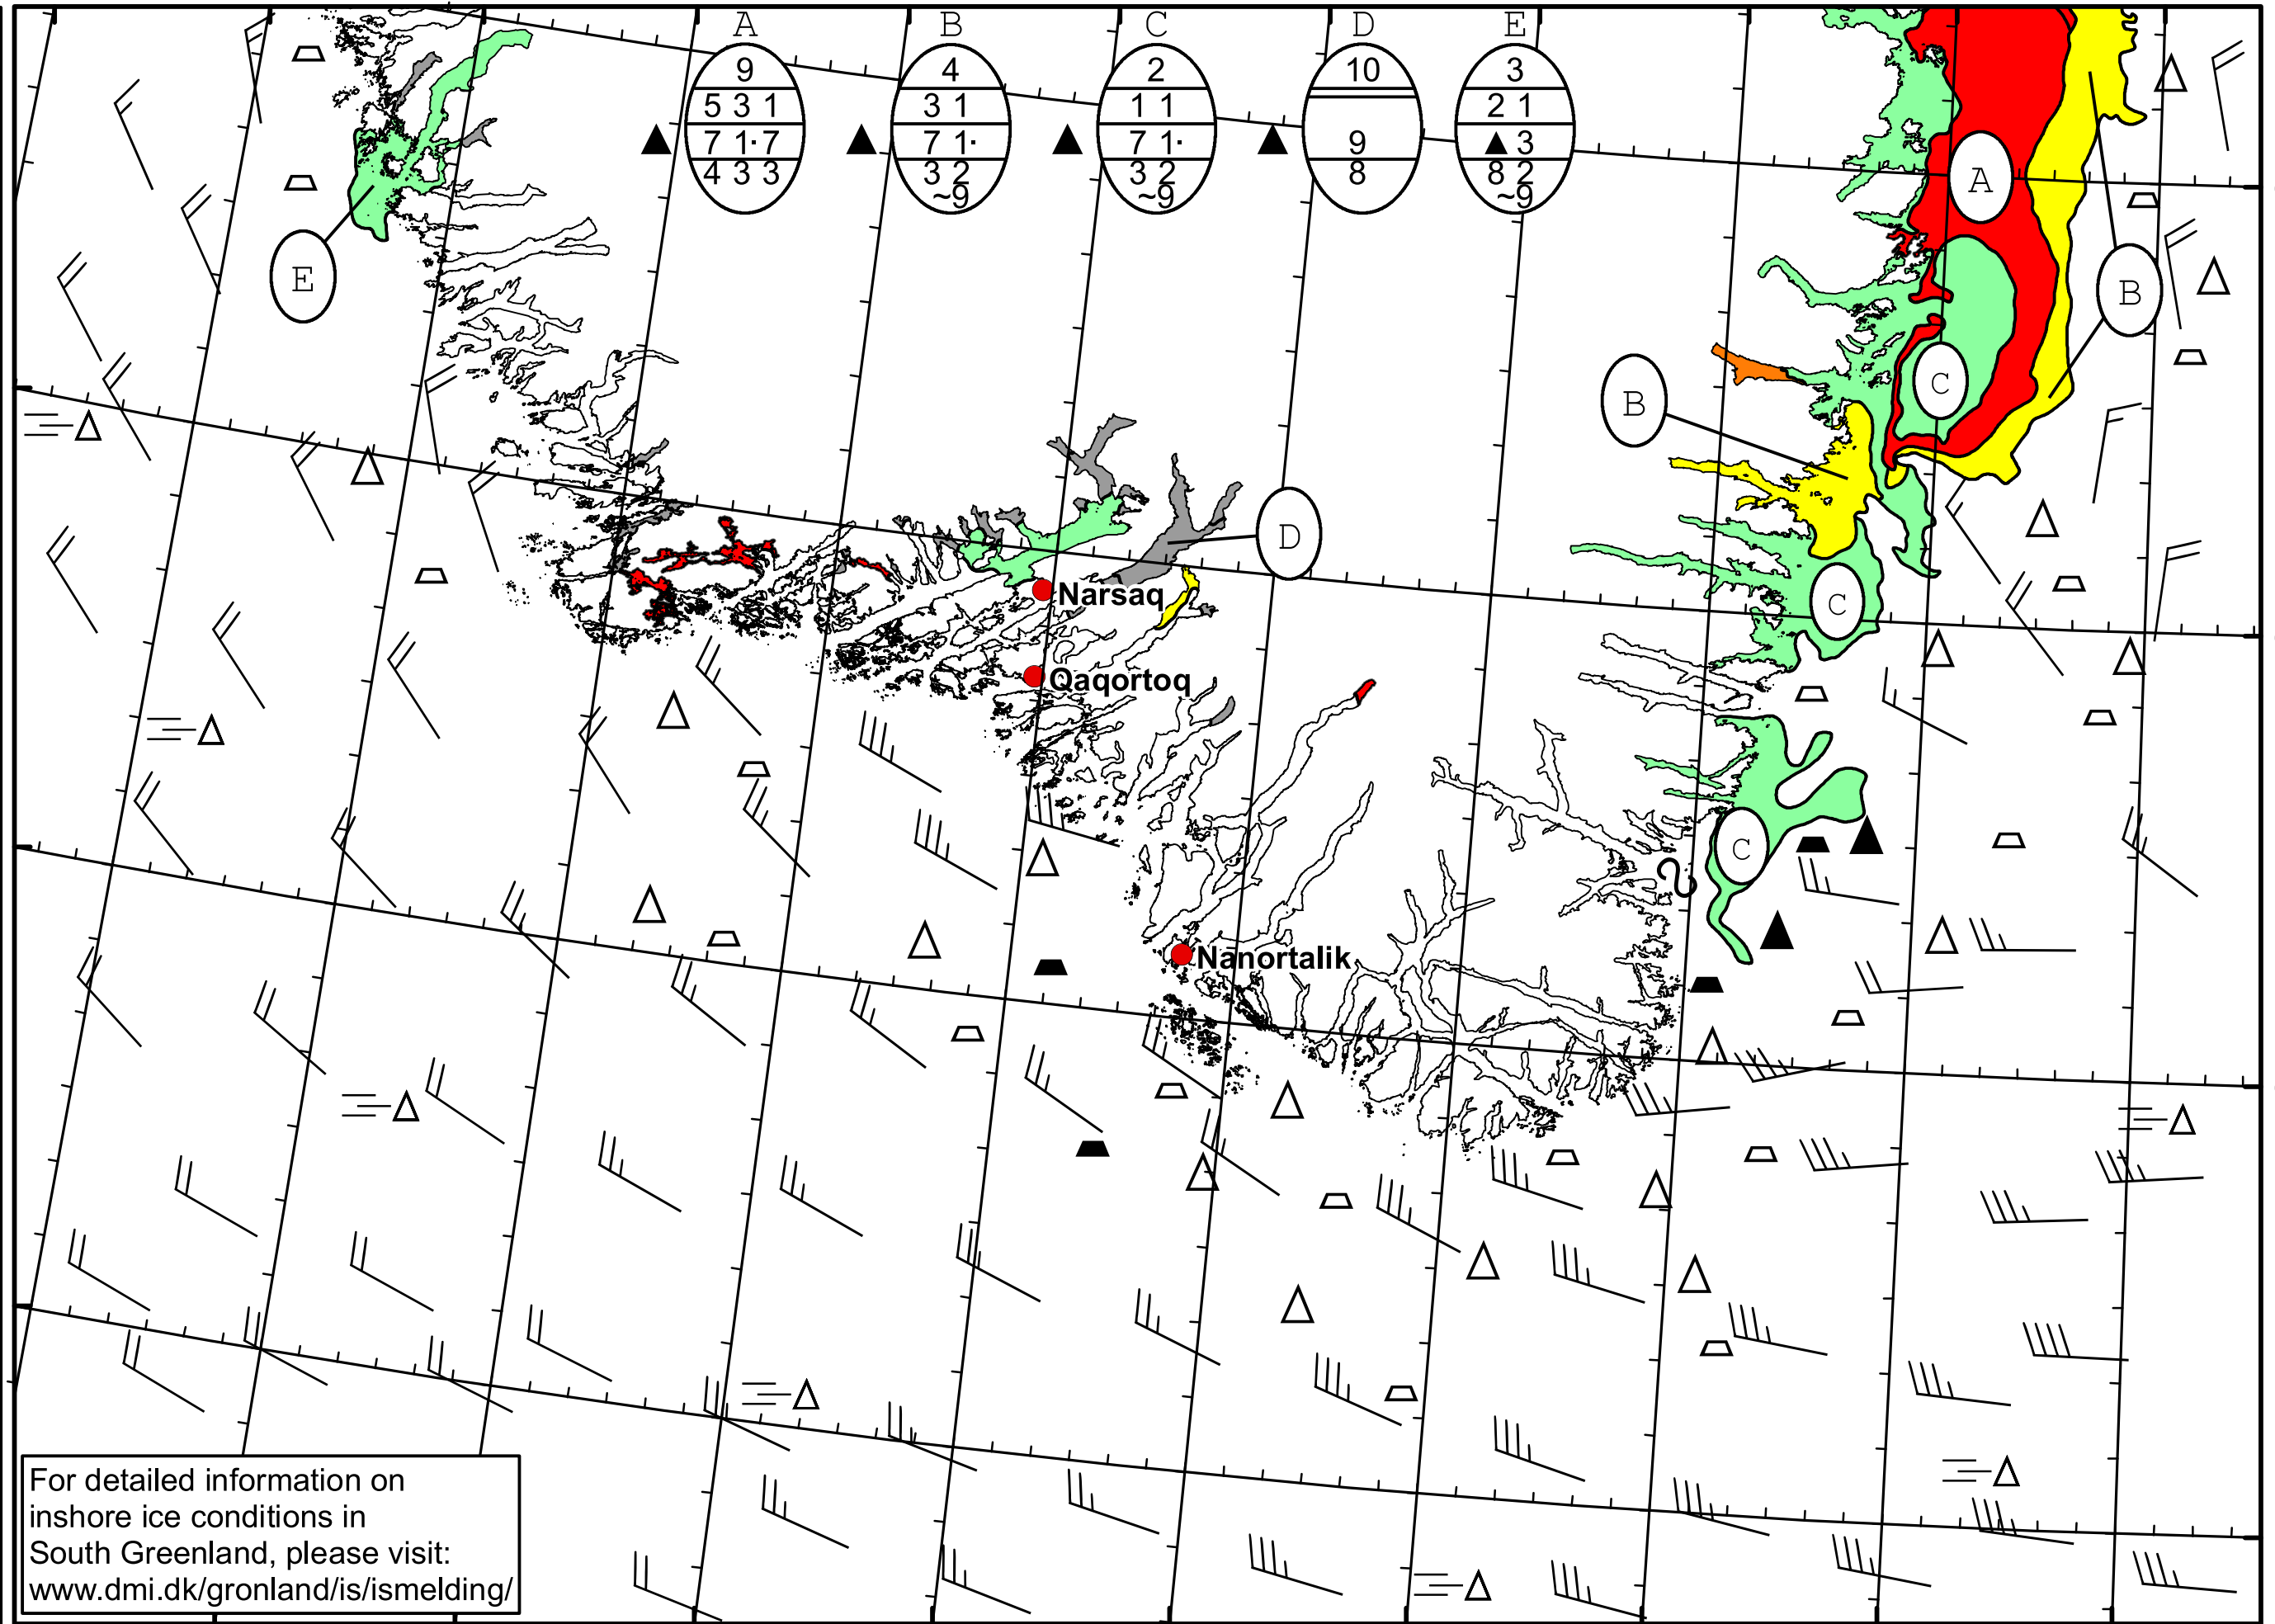 A B C D E
9
5 3 1
7 1· 7
4 3 3
4
3 1
7 1·
3 2
~9
2
1 1
7 1·
3 2
~9
10
9
8
3
2 1
▲ 3
8 2
~9
A
E
B
C
B
D
Narsaq
C
Qaqortoq
C
Nanortalik
For detailed information on
inshore ice conditions in
South Greenland, please visit:
www.dmi.dk/gronland/is/ismelding/